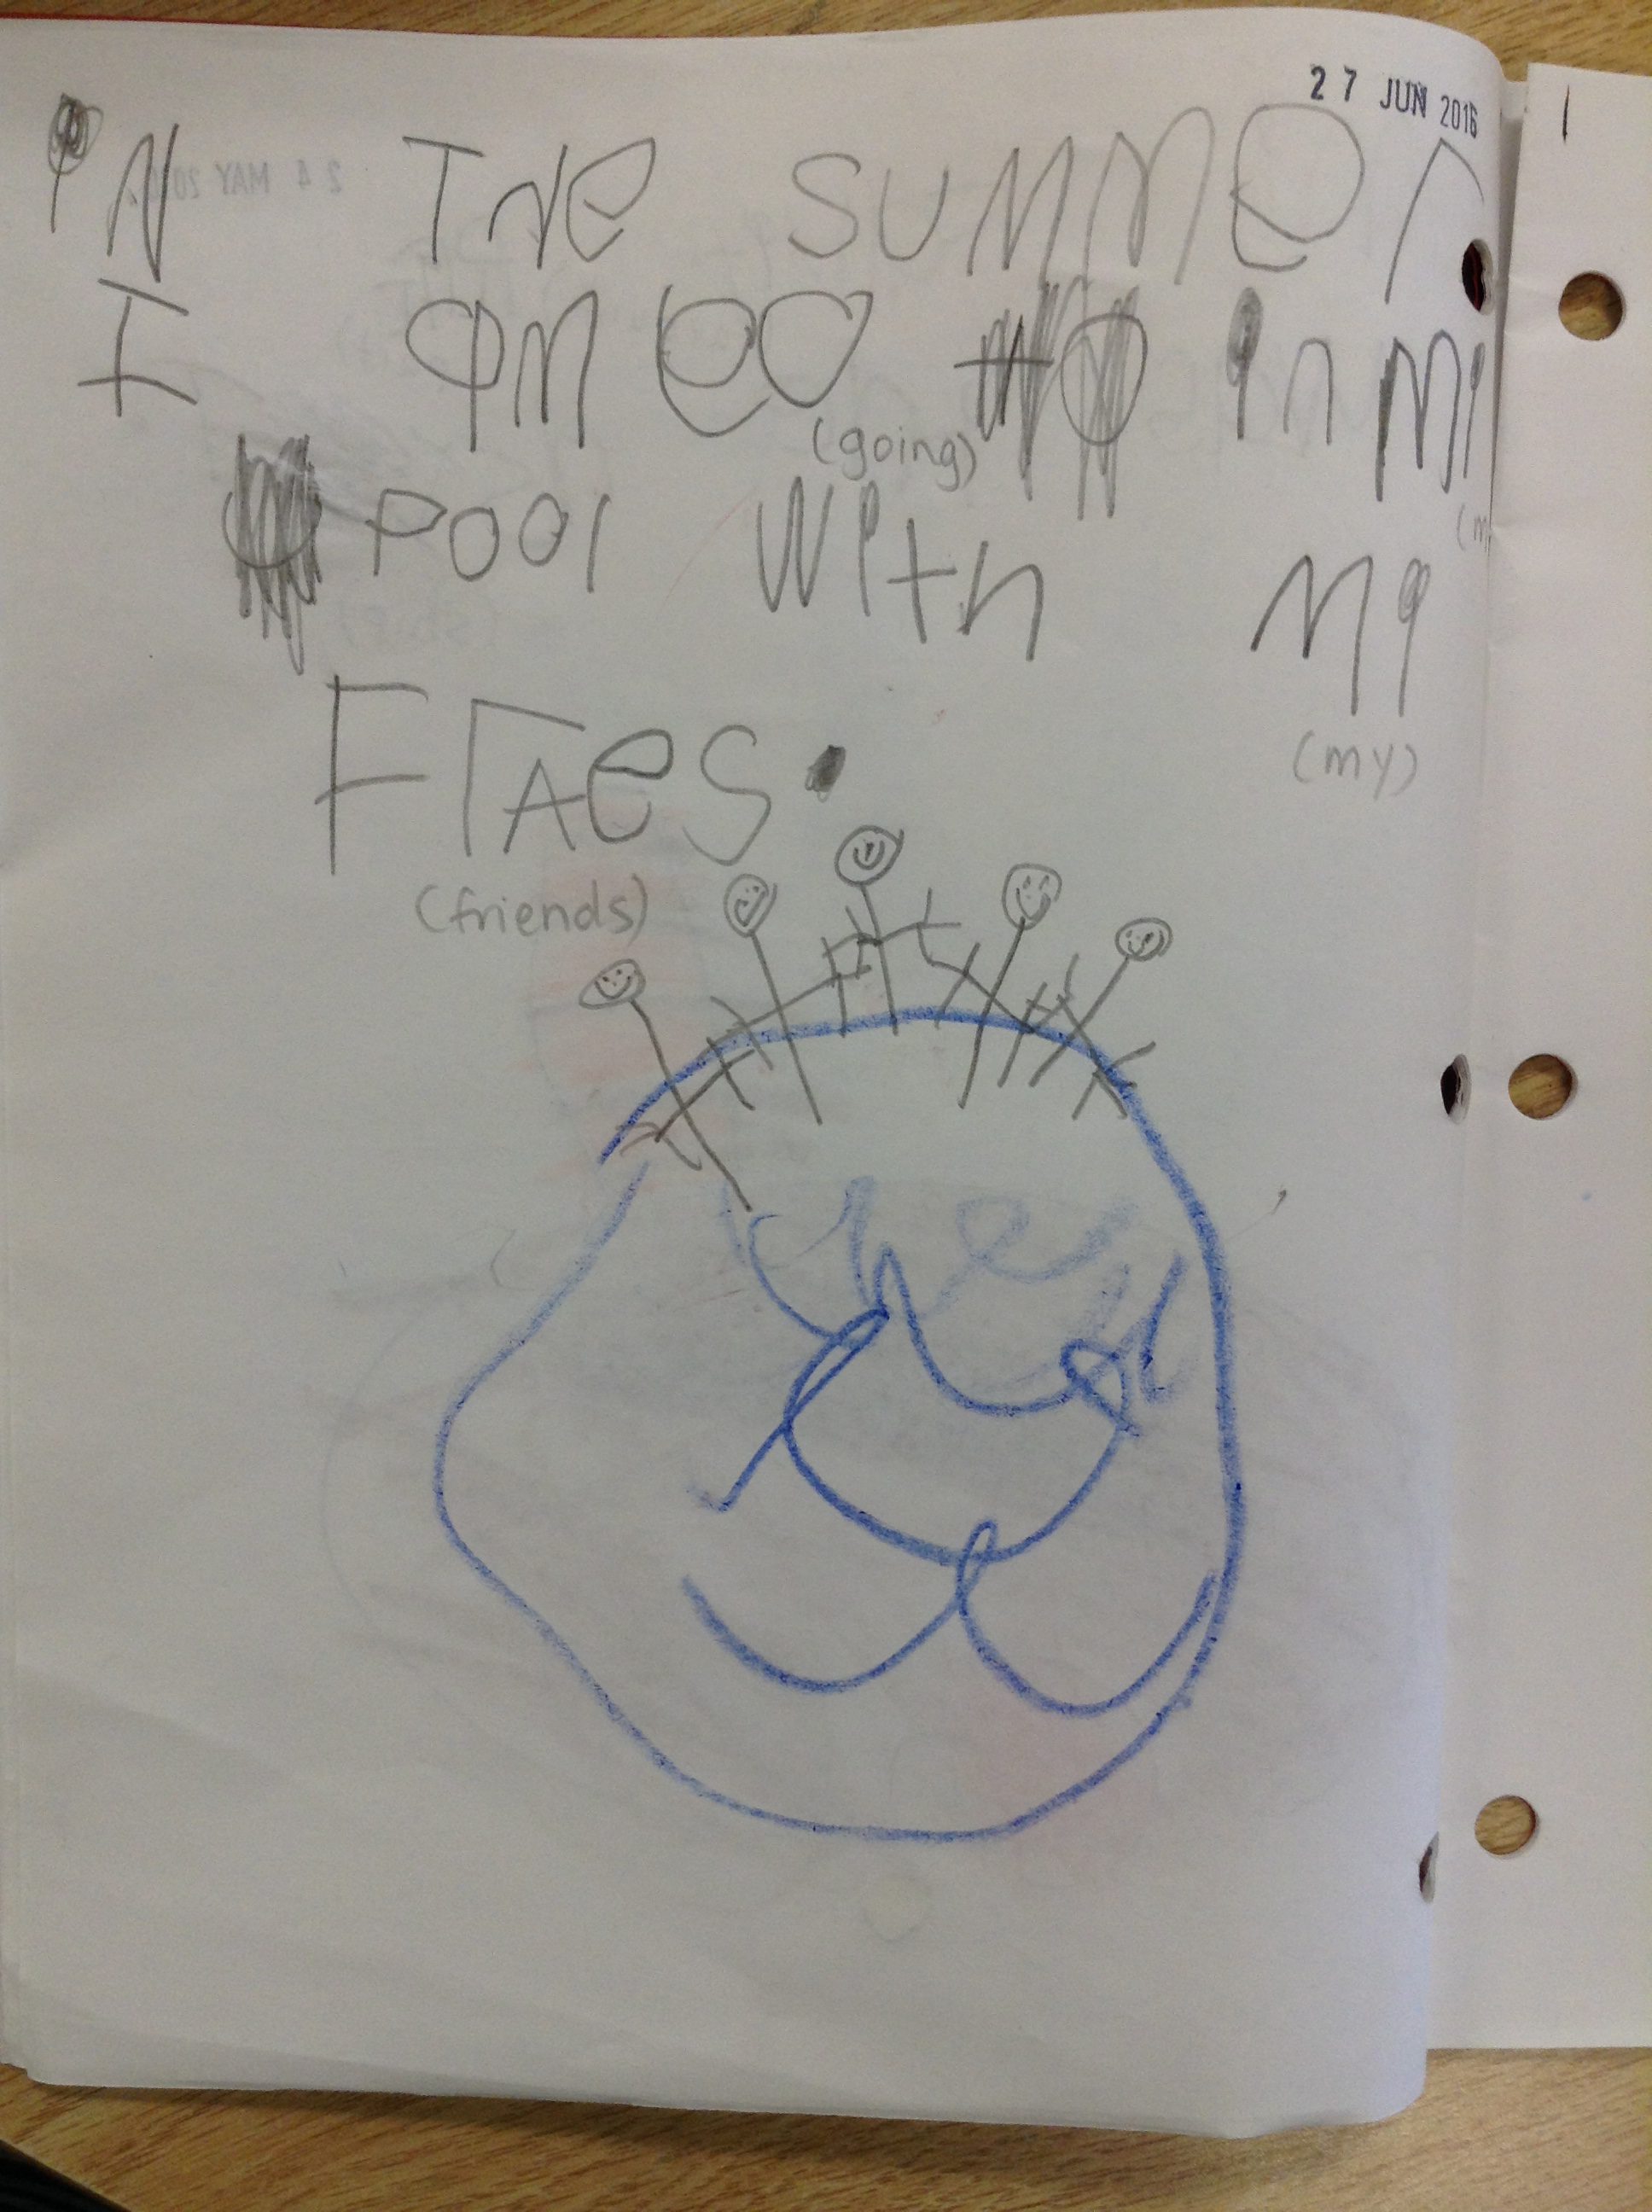 27 JUN 2016
iN THe SUMMer
I am GO in Mi
(going)
Pool With Mi
(my)
FrAes.
(friends)